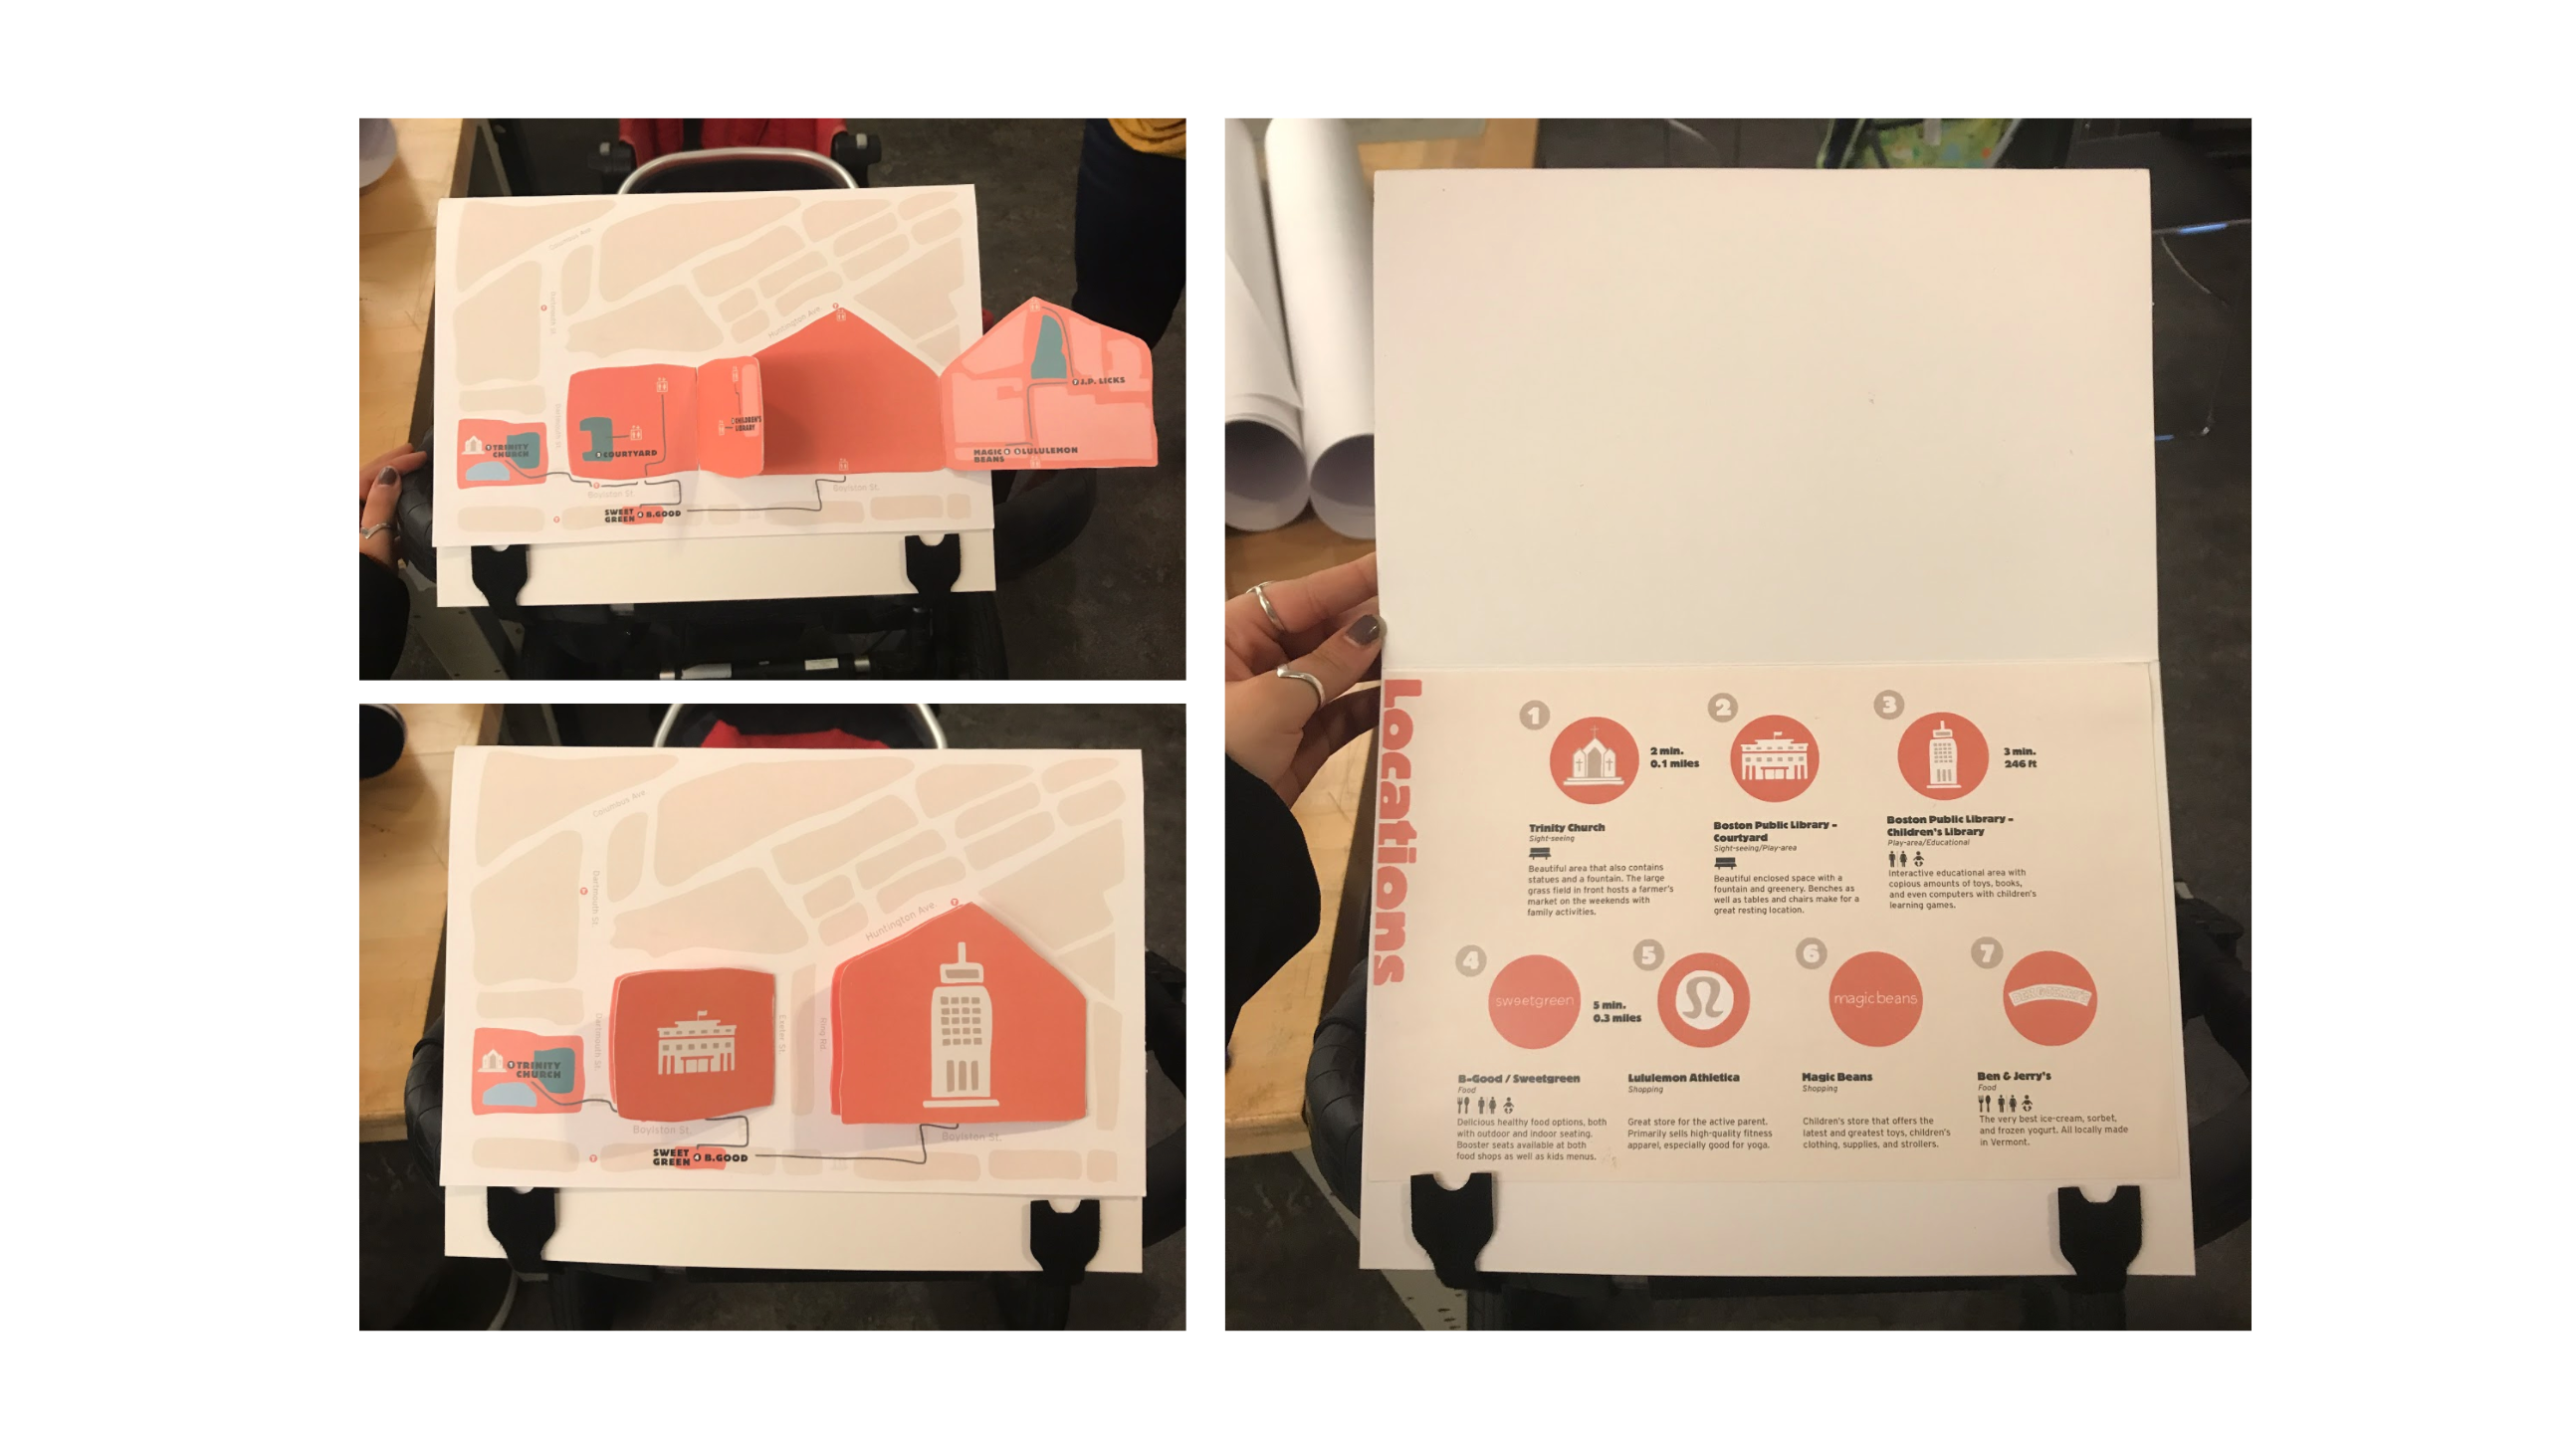 Columbus Ave
Dartmouth St.
Huntington Ave.
J.P. LICKS
CHILDREN'S
LIBRARY
TRINITY
CHURCH
COURTYARD
MAGIC LULULEMON
BEANS
Boylston St.
Boylston St.
SWEET B.GOOD
GREEN
Columbus Ave
Dartmouth St.
Huntington Ave.
Dartmouth St.
Exeter St.
Ring Rd
TRINITY
CHURCH
Boylston St.
Boylston St.
SWEET 4 B.GOOD
GREEN
Locations
1
2
3
2 min.
0.1 miles
3 min.
246 ft
Trinity Church
Sight-seeing
Beautiful area that also contains
statues and a fountain. The large
grass field in front hosts a farmer's
market on the weekends with
family activities.
Boston Public Library -
Courtyard
Sight-seeing/Play-area
Beautiful enclosed space with a
fountain and greenery. Benches as
well as tables and chairs make for a
great resting location.
Boston Public Library -
Children's Library
Play-area/Educational
Interactive educational area with
copious amounts of toys, books,
and even computers with children's
learning games.
4
5
6
7
sweetgreen
5 min.
0.3 miles
magic beans
B-Good / Sweetgreen
Food
Delicious healthy food options, both
with outdoor and indoor seating.
Booster seats available at both
food shops as well as kids menus.
Lululemon Athletica
Shopping
Great store for the active parent.
Primarily sells high-quality fitness
apparel, especially good for yoga.
Magic Beans
Shopping
Children's store that offers the
latest and greatest toys, children's
clothing, supplies, and strollers.
Ben & Jerry's
Food
The very best ice-cream, sorbet,
and frozen yogurt. All locally made
in Vermont.